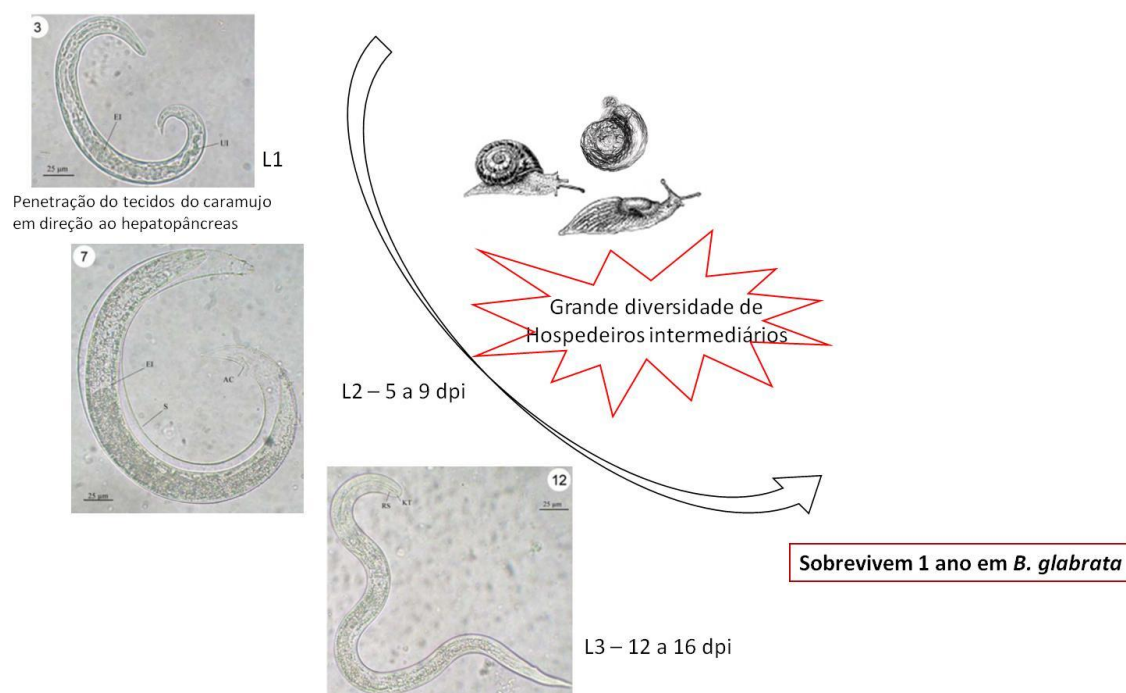 3
EI
UI
25 µm
L1
Penetração do tecidos do caramujo
em direção ao hepatopâncreas
7
EI
AC
S
25 µm
Grande diversidade de
Hospedeiros intermediários
L2 – 5 a 9 dpi
12
RS
KT
25 µm
Sobrevivem 1 ano em B. glabrata
L3 – 12 a 16 dpi